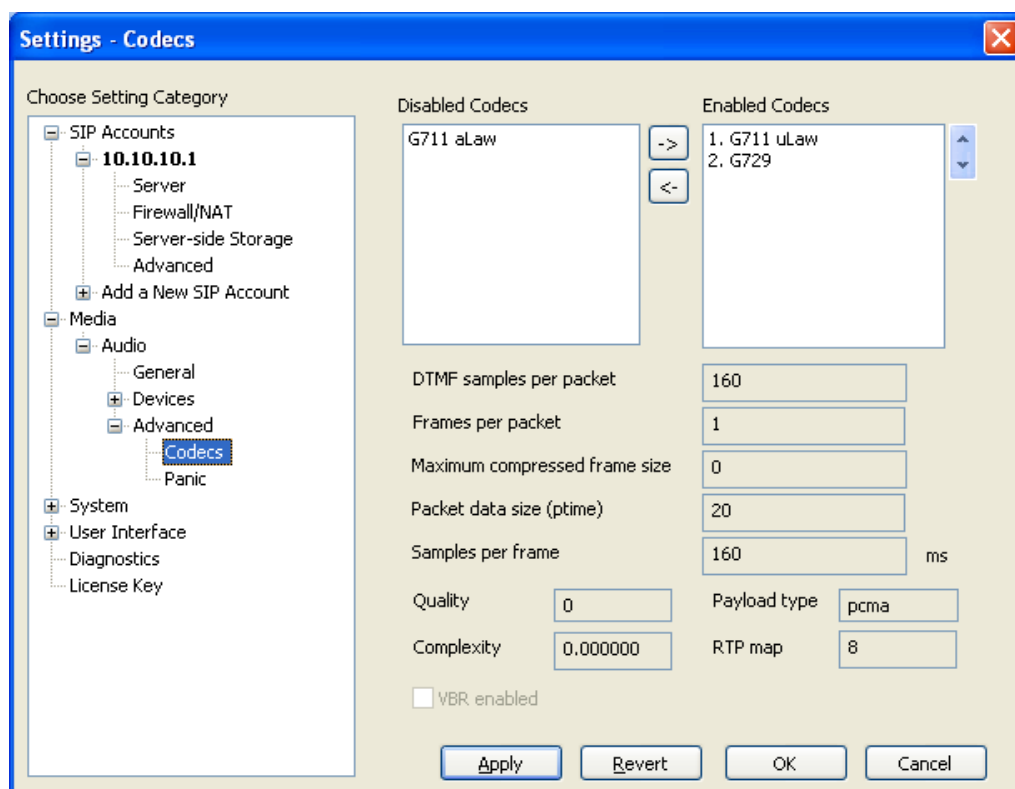 Settings - Codecs
Choose Setting Category
SIP Accounts
10.10.10.1
Server
Firewall/NAT
Server-side Storage
Advanced
Add a New SIP Account
Media
Audio
General
Devices
Advanced
Codecs
Panic
System
User Interface
Diagnostics
License Key
Disabled Codecs
G711 aLaw
->
<-
Enabled Codecs
1. G711 uLaw
2. G729
DTMF samples per packet 160
Frames per packet 1
Maximum compressed frame size 0
Packet data size (ptime) 20
Samples per frame 160 ms
Quality 0 Payload type pcma
Complexity 0.000000 RTP map 8
VBR enabled
Apply Revert OK Cancel